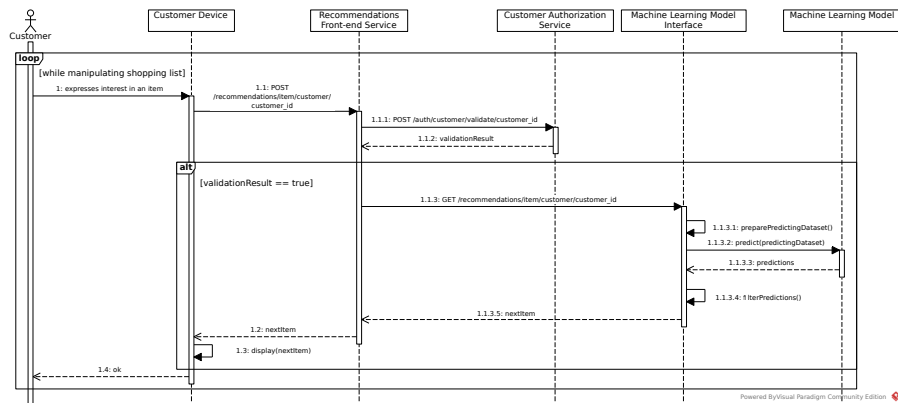 Customer
Customer Device
Recommendations
Front-end Service
Customer Authorization
Service
Machine Learning Model
Interface
Machine Learning Model
loop
[while manipulating shopping list]
1: expresses interest in an item
1.1: POST
/recommendations/item/customer/
customer_id
1.1.1: POST /auth/customer/validate/customer_id
1.1.2: validationResult
alt
[validationResult == true]
1.1.3: GET /recommendations/item/customer/customer_id
1.1.3.1: preparePredictingDataset()
1.1.3.2: predict(predictingDataset)
1.1.3.3: predictions
1.1.3.4: filterPredictions()
1.1.3.5: nextItem
1.2: nextItem
1.3: display(nextItem)
1.4: ok
Powered ByVisual Paradigm Community Edition